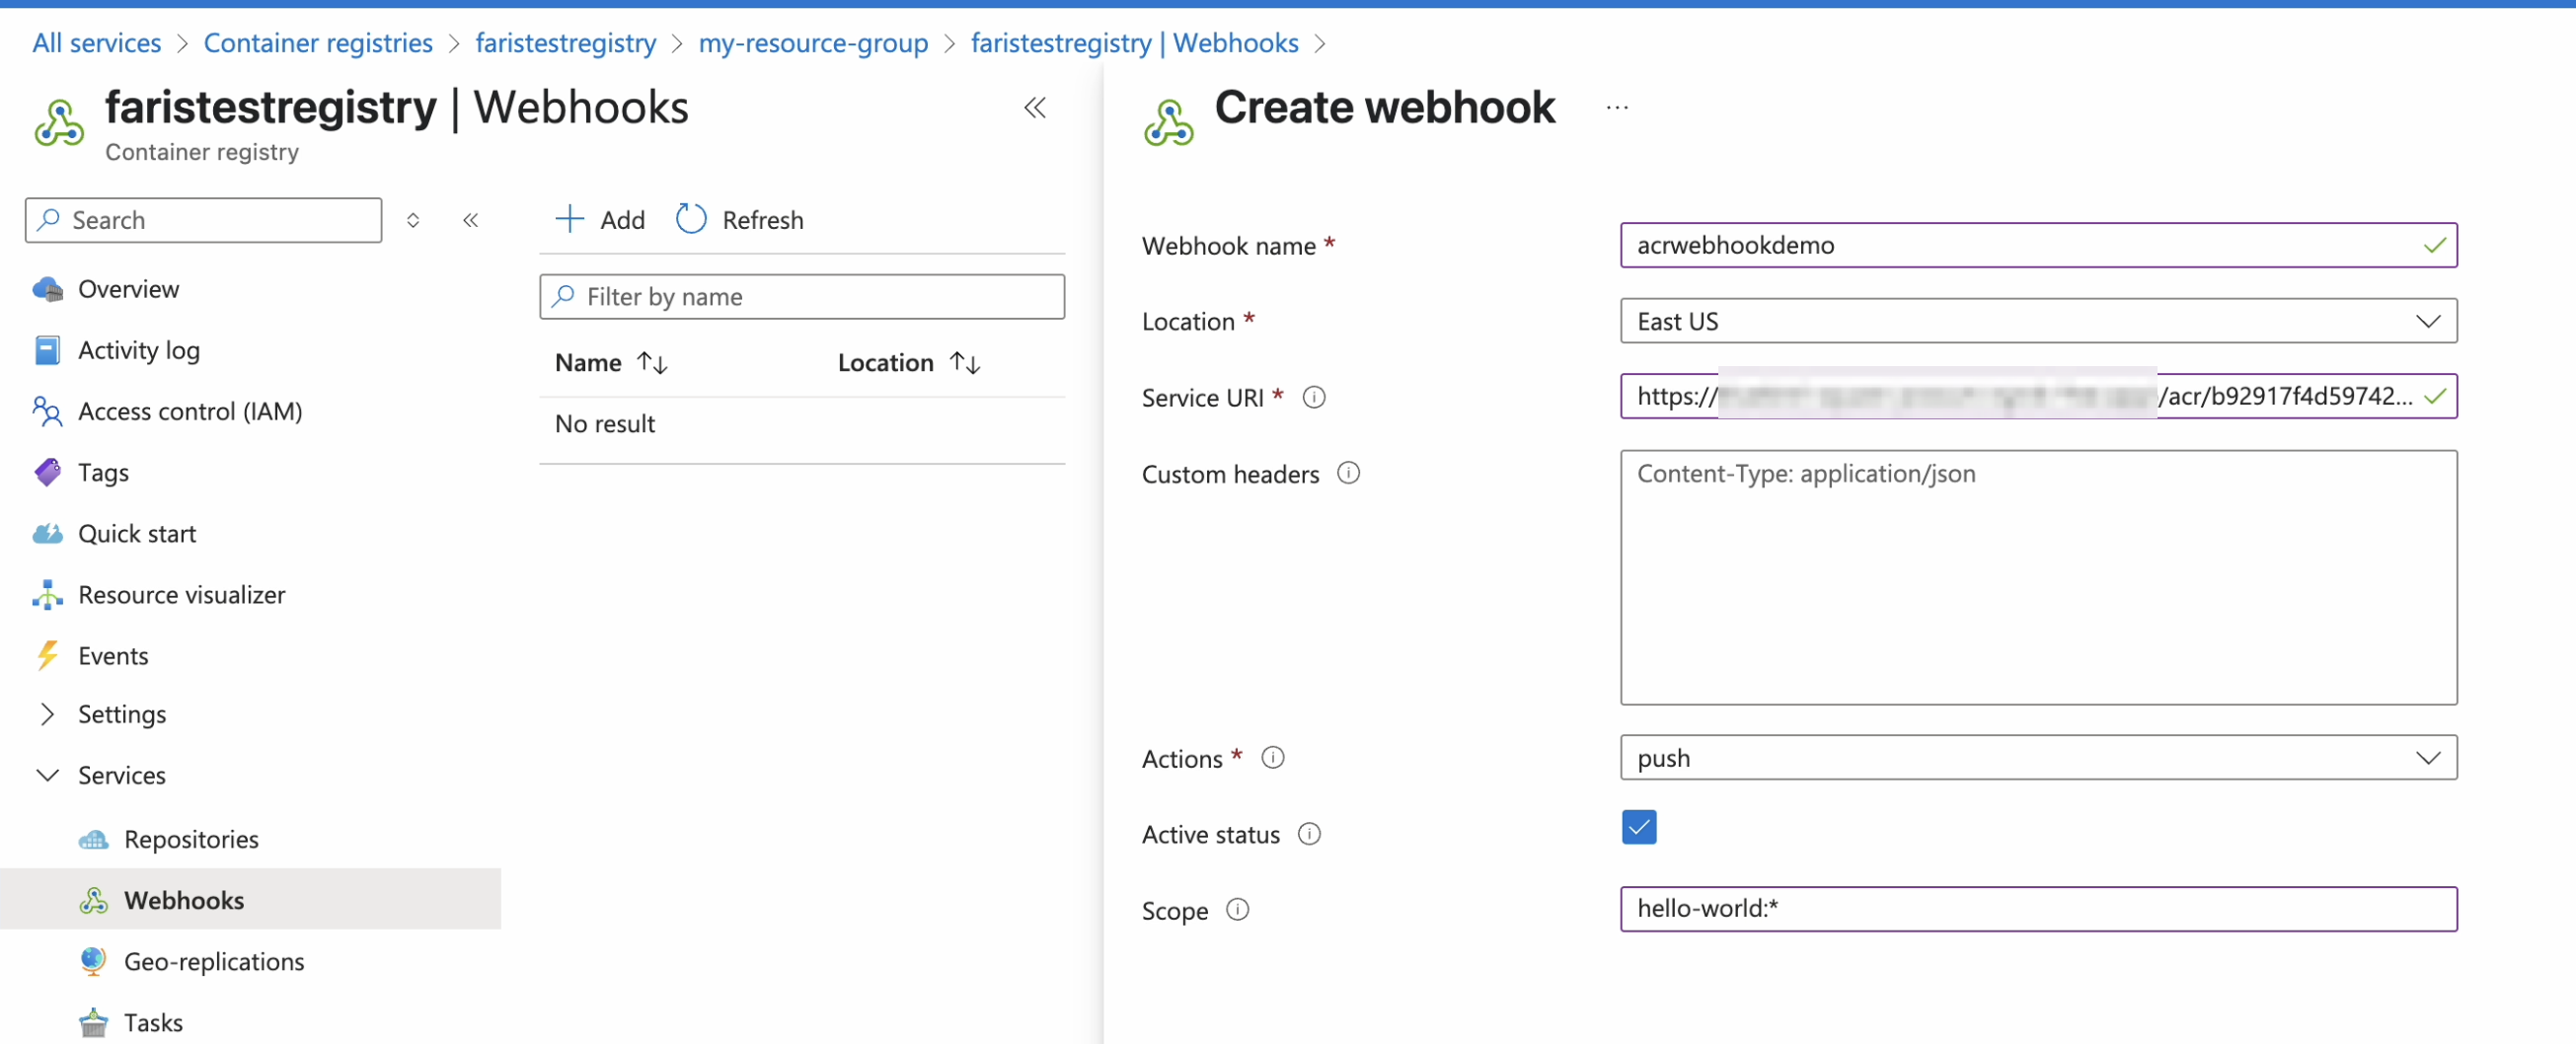 All services > Container registries > faristestregistry > my-resource-group > faristestregistry | Webhooks >
faristestregistry | Webhooks
Container registry
Search
Overview
Activity log
Access control (IAM)
Tags
Quick start
Resource visualizer
Events
Settings
Services
Repositories
Webhooks
Geo-replications
Tasks
Add Refresh
Filter by name
Name Location
No result
Create webhook ...
Webhook name * acrwebhookdemo
Location * East US
Service URI * https:// /acr/b92917f4d59742...
Custom headers Content-Type: application/json
Actions * push
Active status
Scope hello-world:*